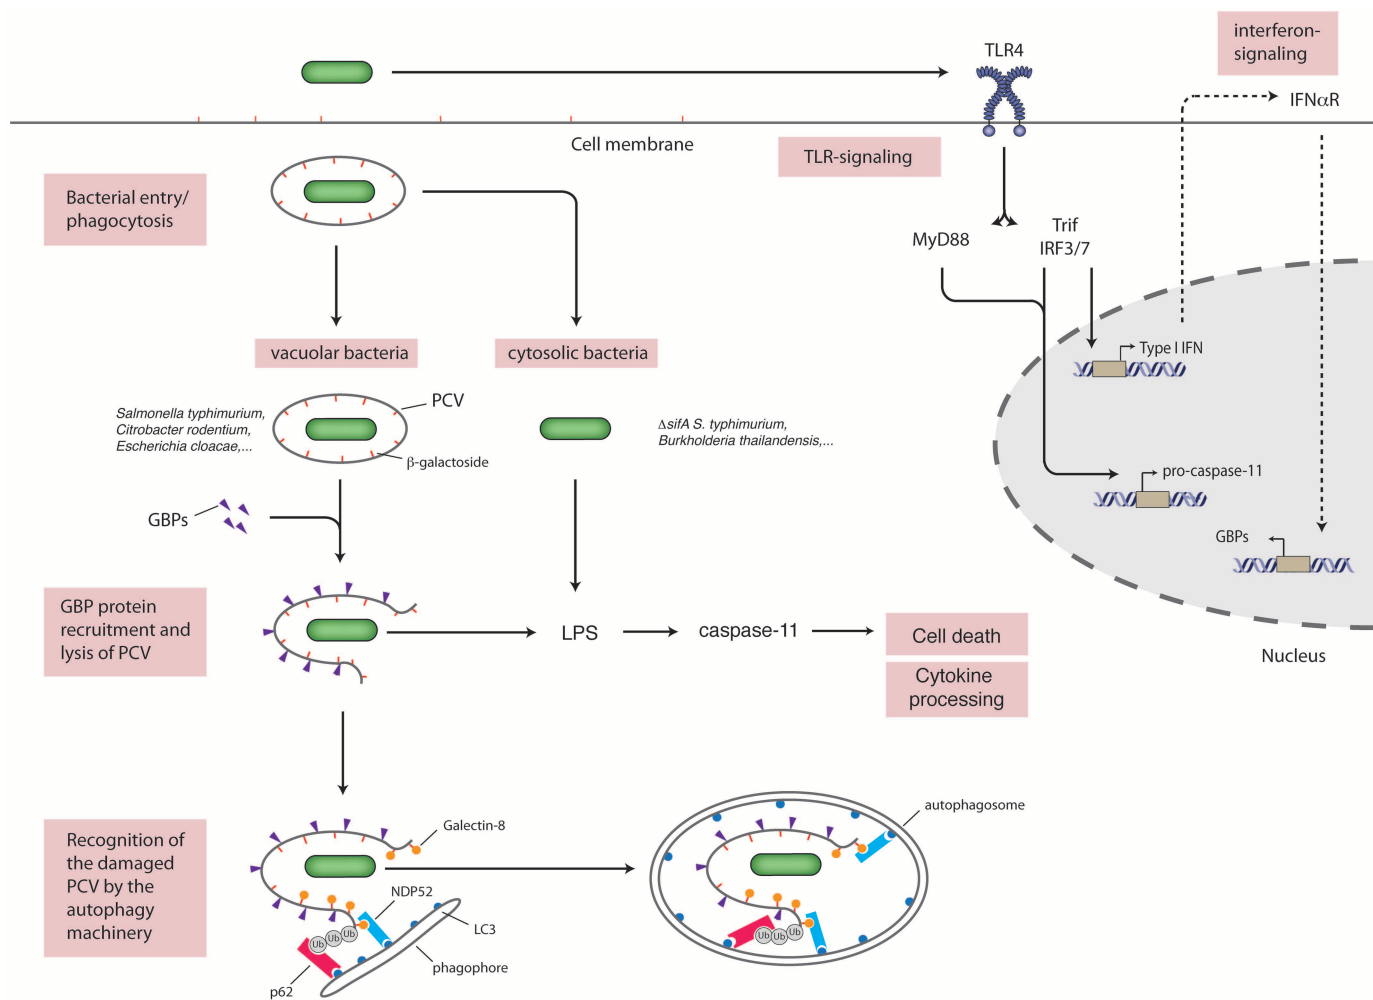 TLR4
interferon-
signaling
IFNαR
Cell membrane
TLR-signaling
Bacterial entry/
phagocytosis
MyD88
Trif
IRF3/7
vacuolar bacteria
cytosolic bacteria
Type I IFN
Salmonella typhimurium,
Citrobacter rodentium,
Escherichia cloacae,...
PCV
β-galactoside
ΔsifA S. typhimurium,
Burkholderia thailandensis,...
pro-caspase-11
GBPs
GBPs
GBP protein
recruitment and
lysis of PCV
LPS
caspase-11
Cell death
Cytokine
processing
Nucleus
Recognition of
the damaged
PCV by the
autophagy
machinery
Galectin-8
NDP52
LC3
phagophore
p62
Ub
Ub
Ub
autophagosome
Ub
Ub
Ub